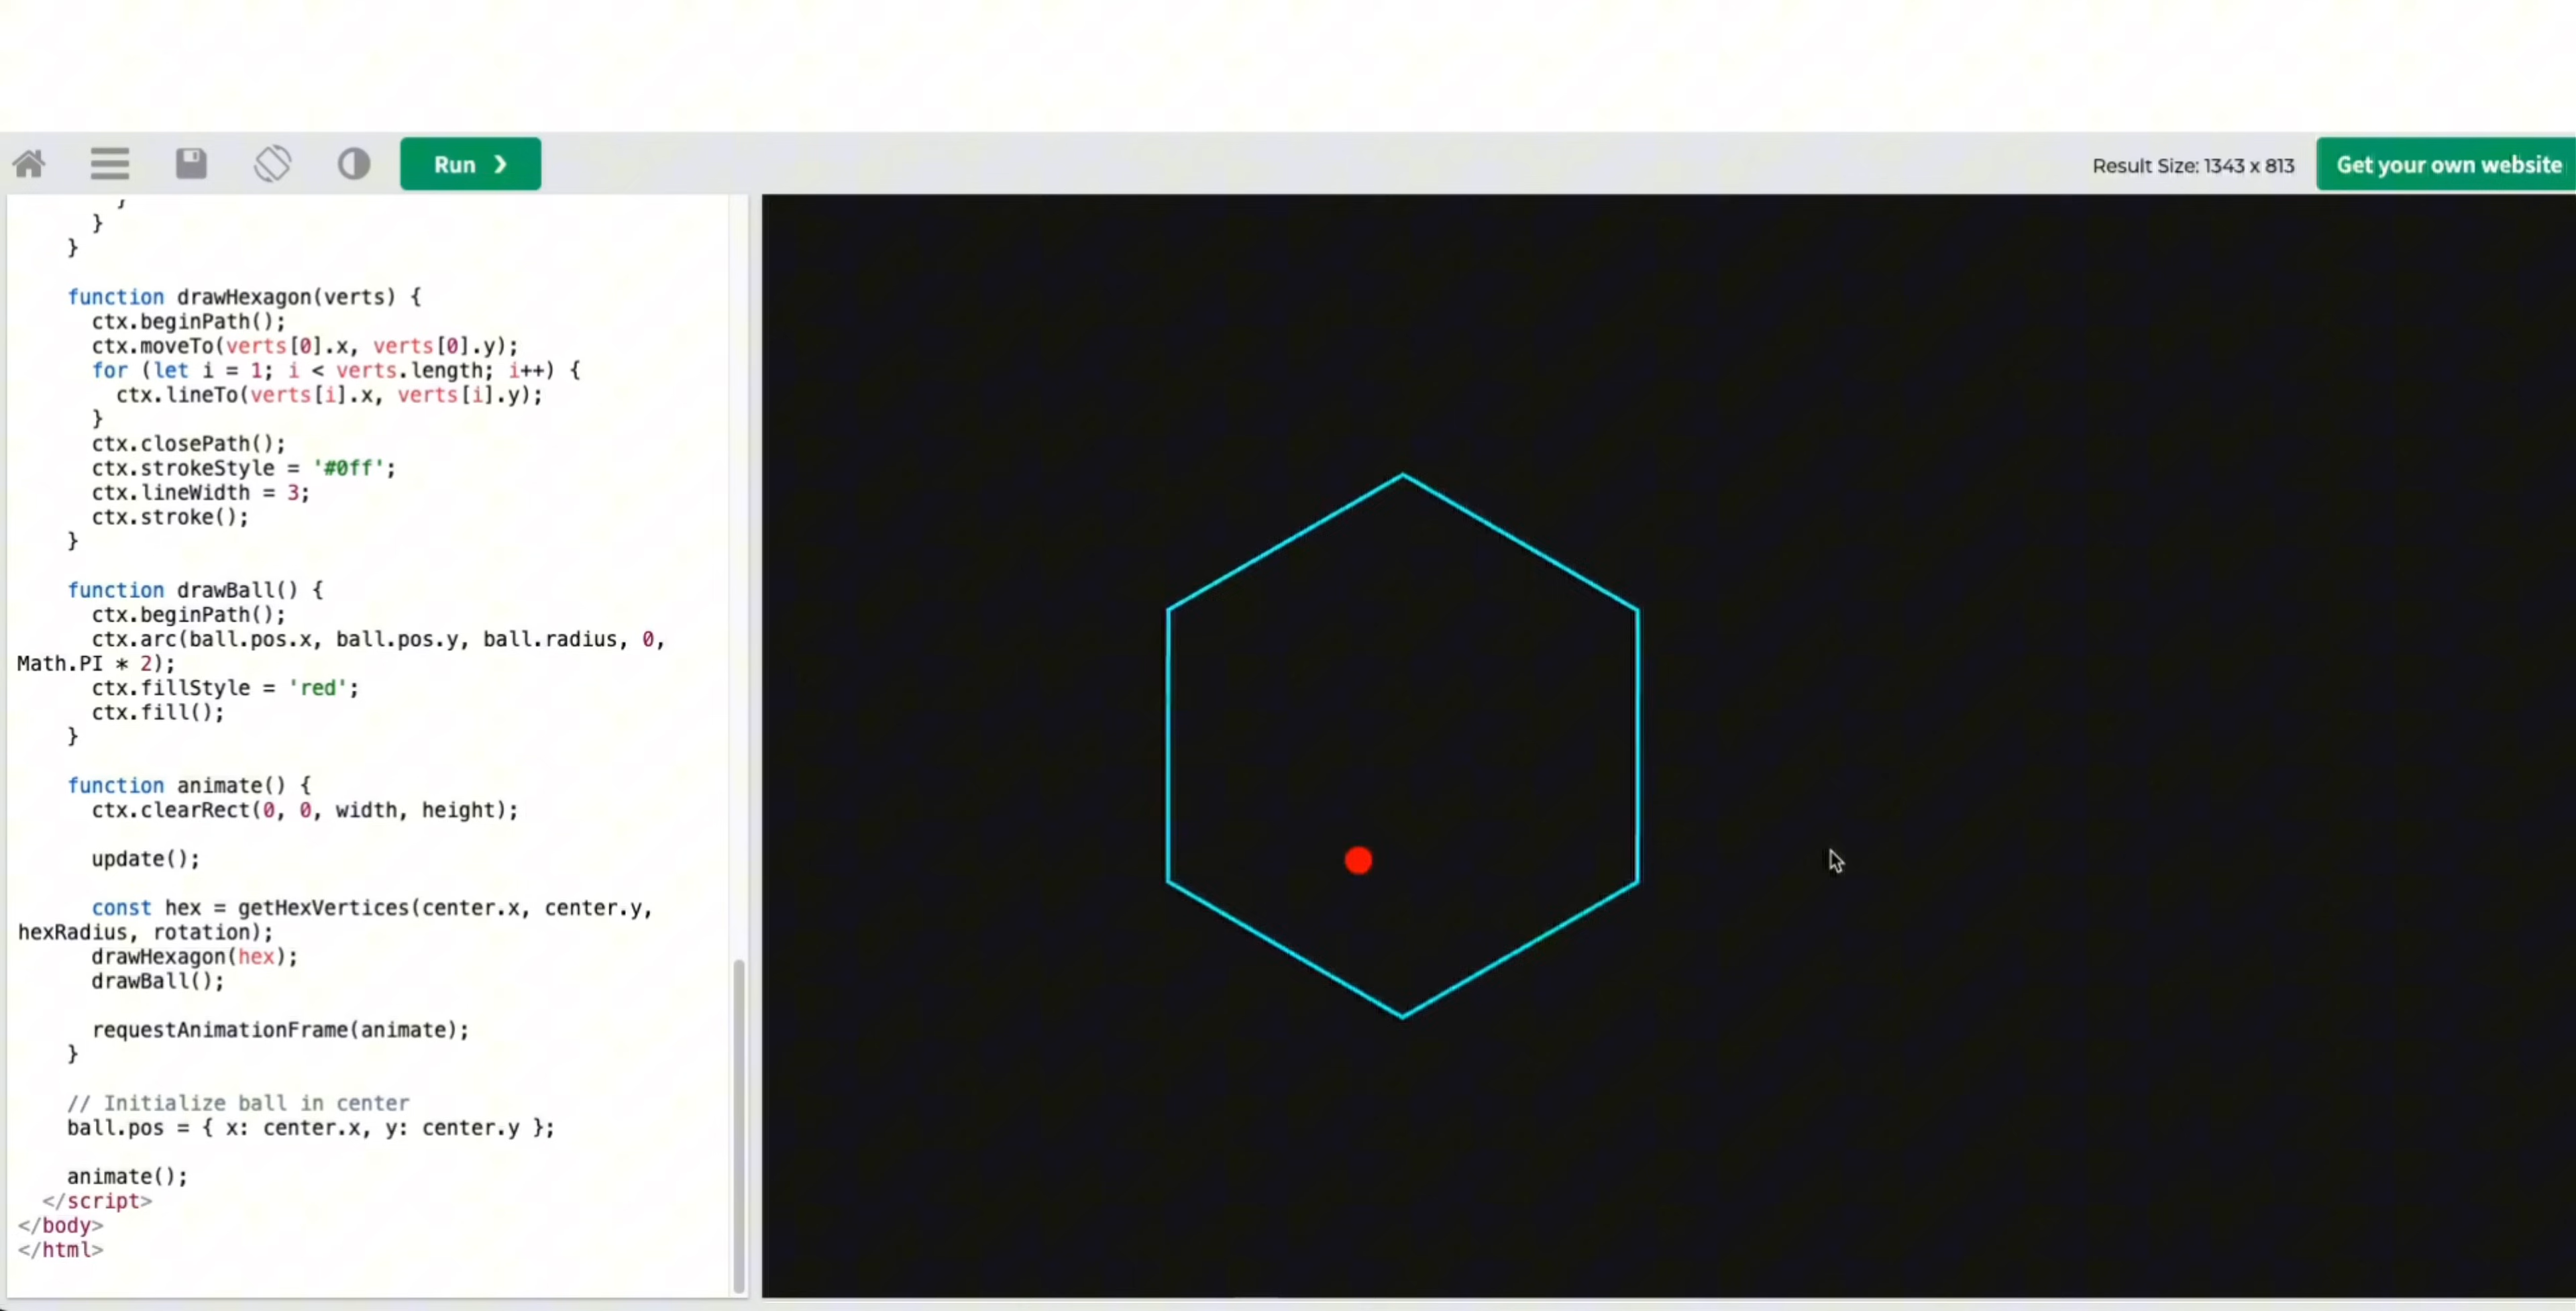 Run ❯
Result Size: 1343 x 813
Get your own website
}
}
function drawHexagon(verts) {
ctx.beginPath();
ctx.moveTo(verts[0].x, verts[0].y);
for (let i = 1; i < verts.length; i++) {
ctx.lineTo(verts[i].x, verts[i].y);
}
ctx.closePath();
ctx.strokeStyle = '#0ff';
ctx.lineWidth = 3;
ctx.stroke();
}
function drawBall() {
ctx.beginPath();
ctx.arc(ball.pos.x, ball.pos.y, ball.radius, 0,
Math.PI * 2);
ctx.fillStyle = 'red';
ctx.fill();
}
function animate() {
ctx.clearRect(0, 0, width, height);
update();
const hex = getHexVertices(center.x, center.y,
hexRadius, rotation);
drawHexagon(hex);
drawBall();
requestAnimationFrame(animate);
}
// Initialize ball in center
ball.pos = { x: center.x, y: center.y };
animate();
</script>
</body>
</html>